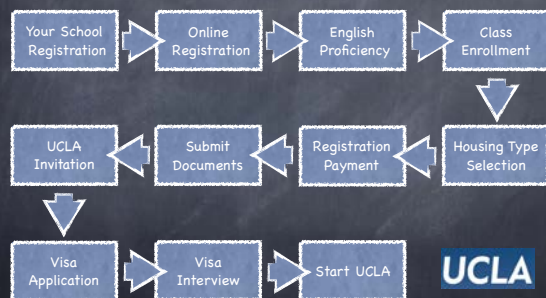 Your School
Registration
Online
Registration
English
Proficiency
Class
Enrollment
Housing Type
Selection
Registration
Payment
Submit
Documents
UCLA
Invitation
Visa
Application
Visa
Interview
Start UCLA
UCLA